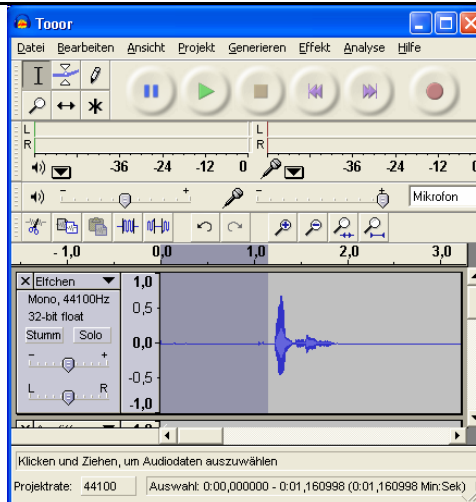 Tooor
Datei Bearbeiten Ansicht Projekt Generieren Effekt Analyse Hilfe
L
R
L
R
-36 -24 -12 0 -36 -24 -12 0
- + - + Mikrofon
- 1,0 0,0 1,0 2,0 3,0
X Elfchen
Mono, 44100Hz
32-bit float
Stumm Solo
- +
L R
1,0
0,5
0,0
-0,5
-1,0
Klicken und Ziehen, um Audiodaten auszuwählen
Projektrate: 44100 Auswahl: 0:00,000000 - 0:01,160998 (0:01,160998 Min:Sek)